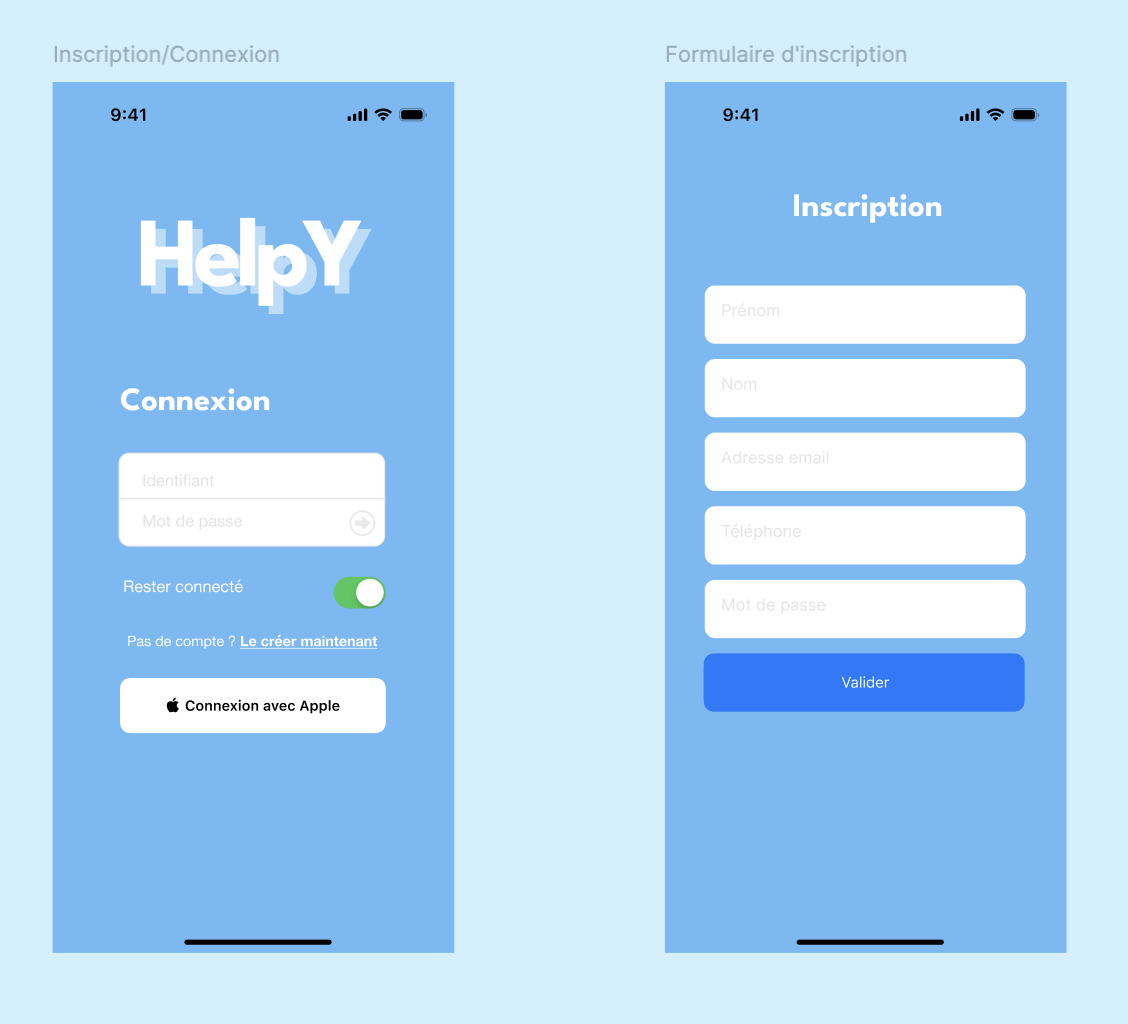 Inscription/Connexion
9:41
HelpY
Connexion
Identifiant
Mot de passe
Rester connecté
Pas de compte ? Le créer maintenant
Connexion avec Apple
Formulaire d'inscription
9:41
Inscription
Prénom
Nom
Adresse email
Téléphone
Mot de passe
Valider